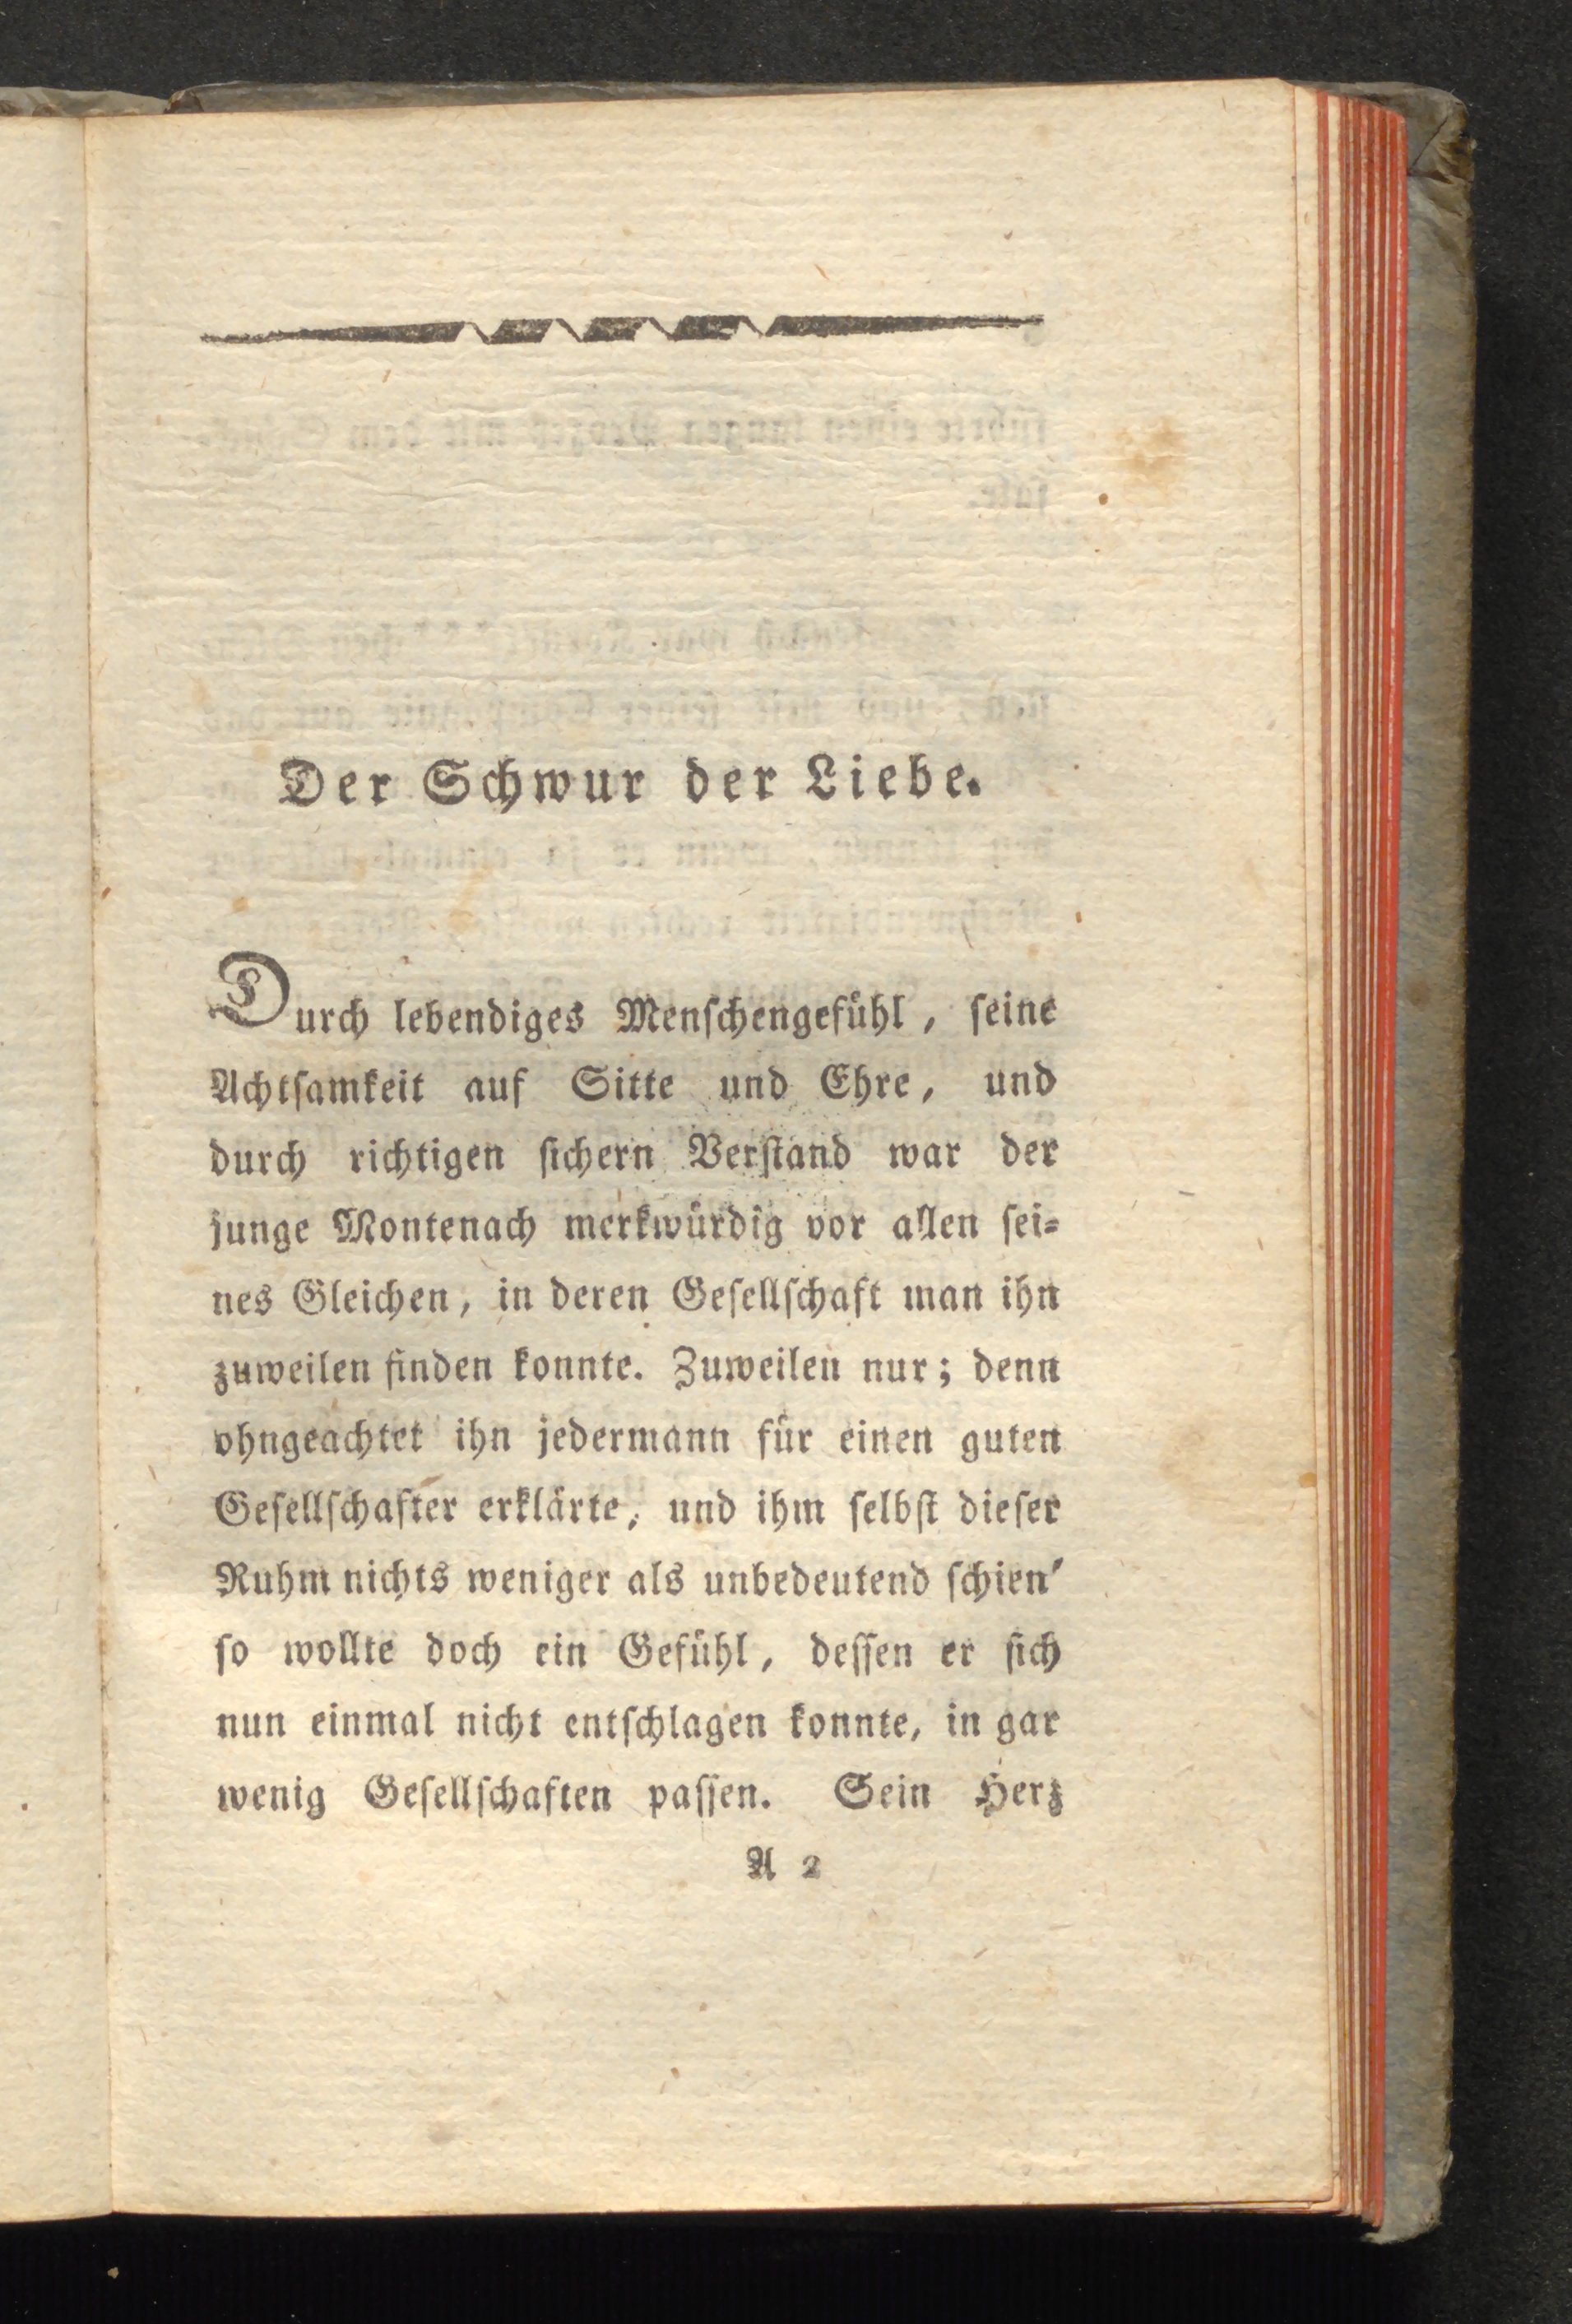 Der Schwur der Liebe.
Durch lebendiges Menſchengefühl, ſeine
Achtſamkeit auf Sitte und Ehre, und
durch richtigen ſichern Verſtand war der
junge Montenach merkwürdig vor allen ſei⸗
nes Gleichen, in deren Geſellſchaft man ihn
zuweilen finden konnte. Zuweilen nur; denn
ohngeachtet ihn jedermann für einen guten
Geſellſchafter erklärte, und ihm ſelbſt dieſer
Ruhm nichts weniger als unbedeutend ſchien'
ſo wollte doch ein Gefühl, deſſen er ſich
nun einmal nicht entſchlagen konnte, in gar
wenig Geſellſchaften paſſen. Sein Herz
A 2